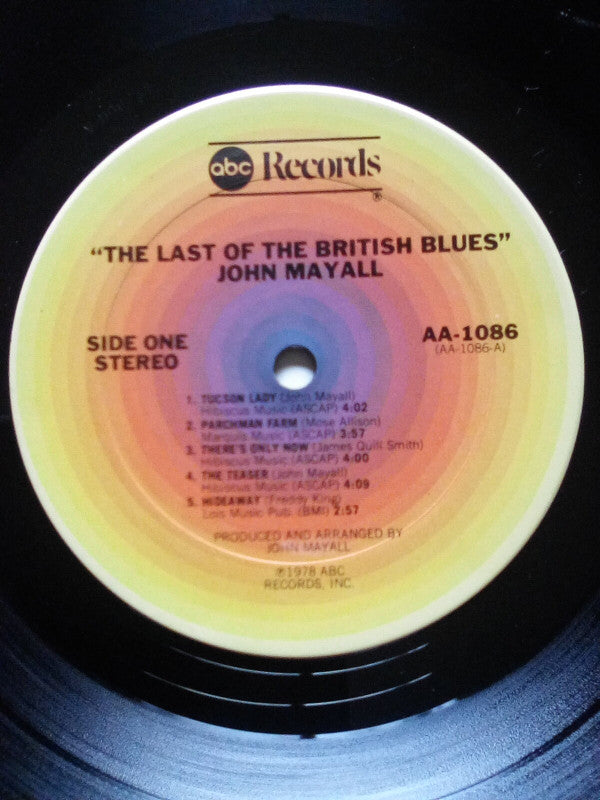 abc Records
®
"THE LAST OF THE BRITISH BLUES"
JOHN MAYALL
SIDE ONE
STEREO
AA-1086
(AA-1086-A)
1. TUCSON LADY (John Mayall)
Hibiscus Music (ASCAP) 4:02
2. PARCHMAN FARM (Mose Allison)
Marquis Music (ASCAP) 3:57
3. THERE'S ONLY NOW (James Quill Smith)
Hibiscus Music (ASCAP) 4:00
4. THE TEASER (John Mayall)
Hibiscus Music (ASCAP) 4:09
5. HIDEAWAY (Freddy King)
Lois Music Pub. (BMI) 2:57
PRODUCED AND ARRANGED BY
JOHN MAYALL
℗1978 ABC
RECORDS, INC.